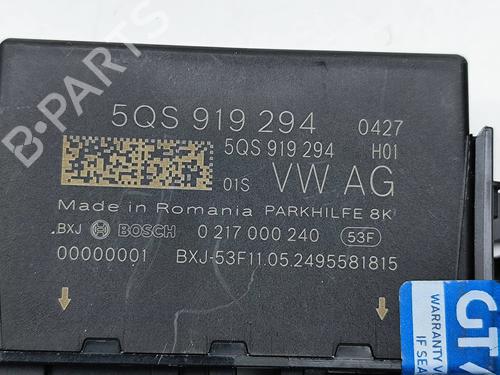 5QS 919 294 0427
5QS 919 294 H01
01S VW AG
Made in Romania PARKHILFE 8K
BXJ BOSCH 0 217 000 240 53F
00000001 BXJ-53F11.05.2495581815
B-Parts
GT
WARRANTY V
IF SEA